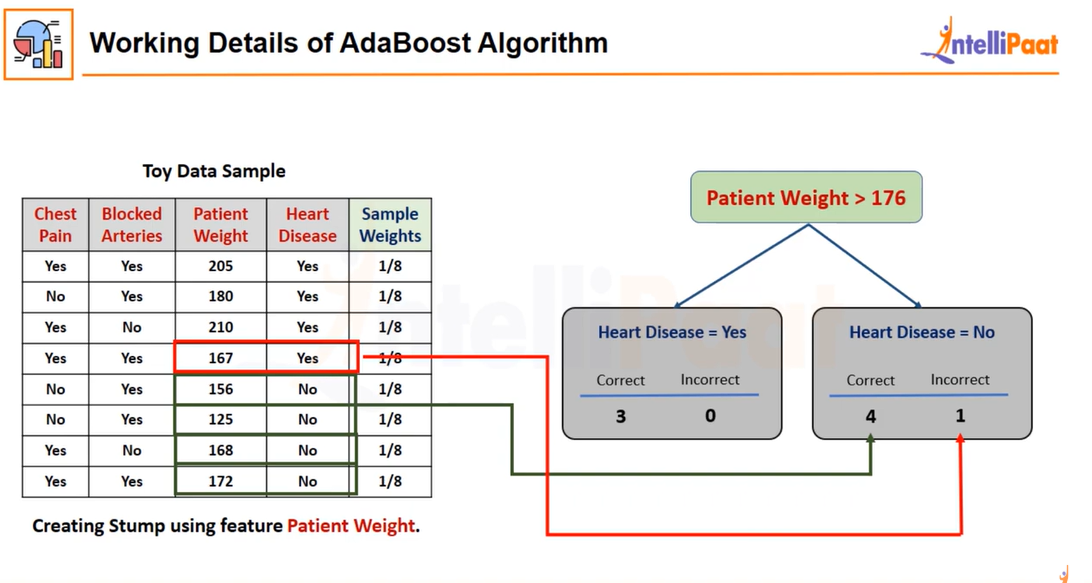 Working Details of AdaBoost Algorithm
IntelliPaat
Toy Data Sample
Chest Pain Blocked Arteries Patient Weight Heart Disease Sample Weights
Yes Yes 205 Yes 1/8
No Yes 180 Yes 1/8
Yes No 210 Yes 1/8
Yes Yes 167 Yes 1/8
No Yes 156 No 1/8
No Yes 125 No 1/8
Yes No 168 No 1/8
Yes Yes 172 No 1/8
Creating Stump using feature Patient Weight.
Patient Weight > 176
Heart Disease = Yes
Correct Incorrect
3 0
Heart Disease = No
Correct Incorrect
4 1
IntelliPaat